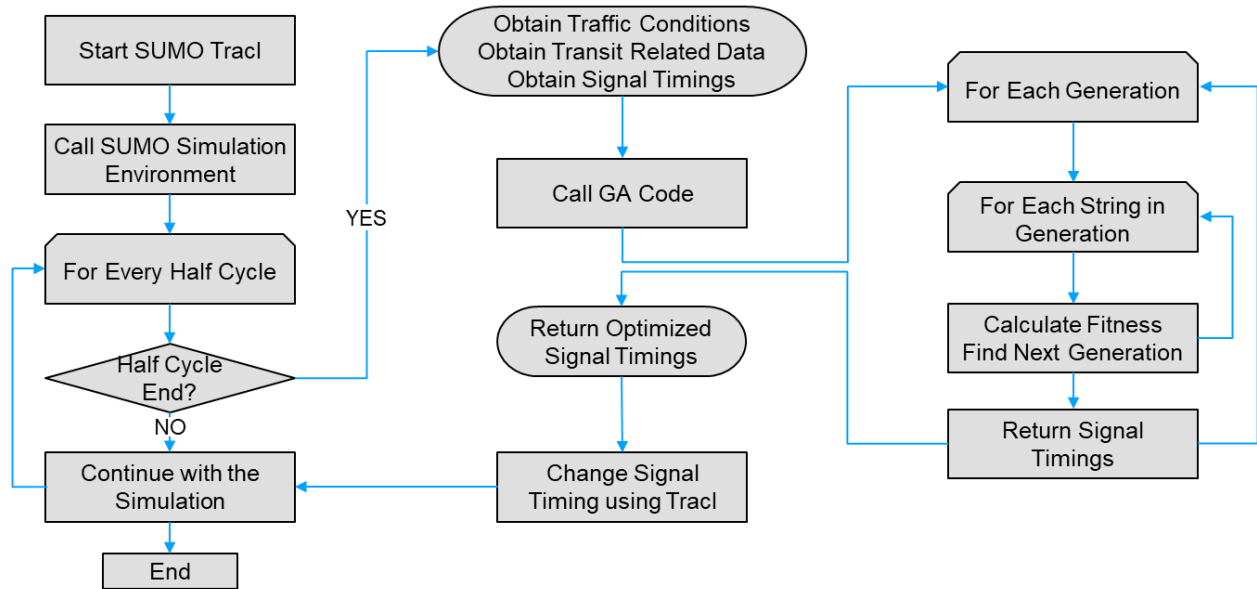 Start SUMO TracI
Call SUMO Simulation
Environment
For Every Half Cycle
Half Cycle
End?
YES
NO
Continue with the
Simulation
End
Obtain Traffic Conditions
Obtain Transit Related Data
Obtain Signal Timings
Call GA Code
Return Optimized
Signal Timings
Change Signal
Timing using TracI
For Each Generation
For Each String in
Generation
Calculate Fitness
Find Next Generation
Return Signal
Timings